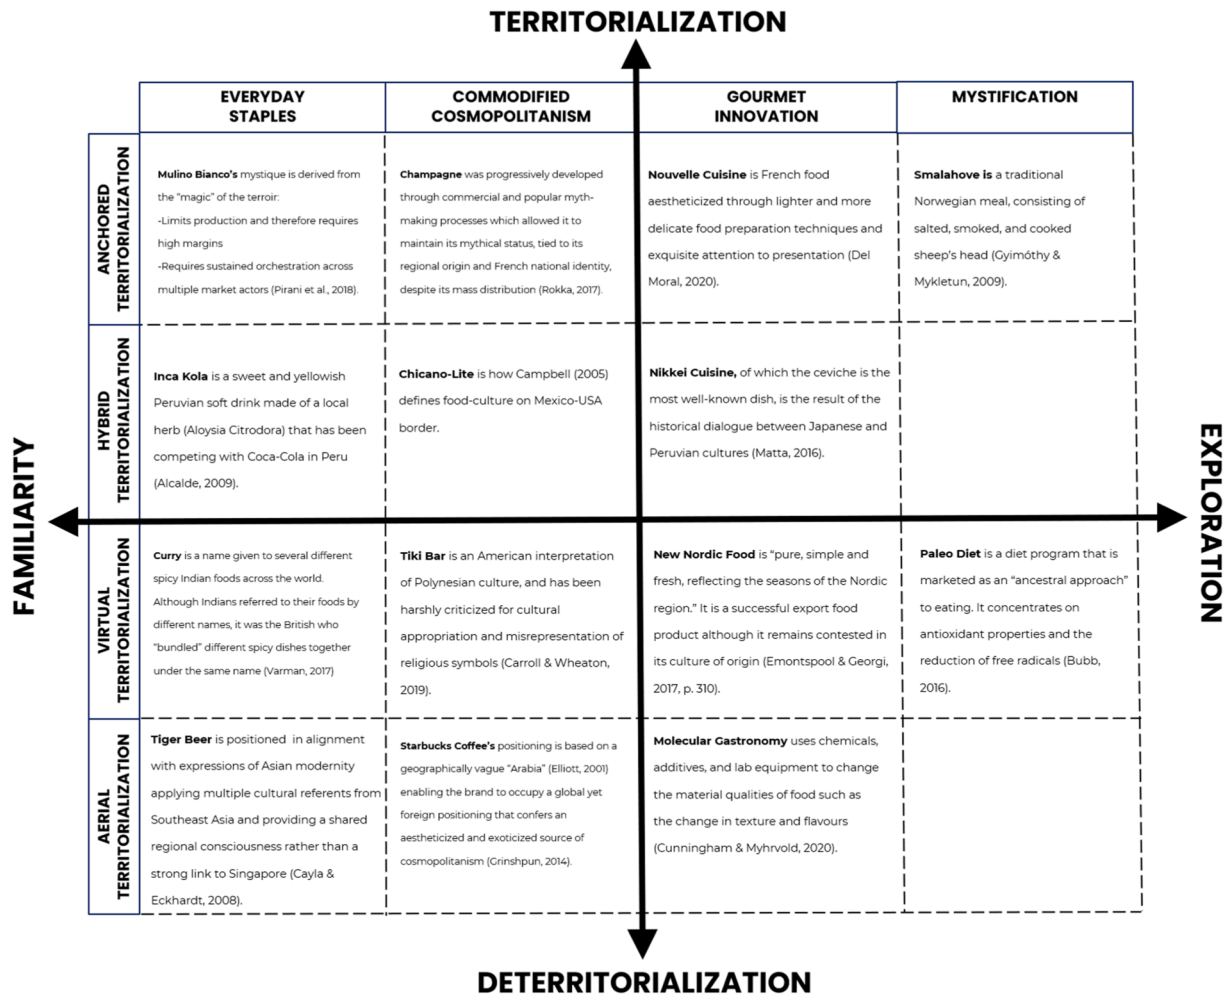 TERRITORIALIZATION
EVERYDAY
STAPLES
COMMODIFIED
COSMOPOLITANISM
GOURMET
INNOVATION
MYSTIFICATION
ANCHORED
TERRITORIALIZATION
Mulino Bianco's mystique is derived from
the "magic" of the terroir:
-Limits production and therefore requires
high margins
-Requires sustained orchestration across
multiple market actors (Pirani et al., 2018).
Champagne was progressively developed
through commercial and popular myth-
making processes which allowed it to
maintain its mythical status, tied to its
regional origin and French national identity,
despite its mass distribution (Rokka, 2017).
Nouvelle Cuisine is French food
aestheticized through lighter and more
delicate food preparation techniques and
exquisite attention to presentation (Del
Moral, 2020).
Smalahove is a traditional
Norwegian meal, consisting of
salted, smoked, and cooked
sheep's head (Gyimóthy &
Mykletun, 2009).
HYBRID
TERRITORIALIZATION
Inca Kola is a sweet and yellowish
Peruvian soft drink made of a local
herb (Aloysia Citrodora) that has been
competing with Coca-Cola in Peru
(Alcalde, 2009).
Chicano-Lite is how Campbell (2005)
defines food-culture on Mexico-USA
border.
Nikkei Cuisine, of which the ceviche is the
most well-known dish, is the result of the
historical dialogue between Japanese and
Peruvian cultures (Matta, 2016).
FAMILIARITY
EXPLORATION
VIRTUAL
TERRITORIALIZATION
Curry is a name given to several different
spicy Indian foods across the world.
Although Indians referred to their foods by
different names, it was the British who
"bundled" different spicy dishes together
under the same name (Varman, 2017)
Tiki Bar is an American interpretation
of Polynesian culture, and has been
harshly criticized for cultural
appropriation and misrepresentation of
religious symbols (Carroll & Wheaton,
2019).
New Nordic Food is "pure, simple and
fresh, reflecting the seasons of the Nordic
region." It is a successful export food
product although it remains contested in
its culture of origin (Emontspool & Georgi,
2017, p. 310).
Paleo Diet is a diet program that is
marketed as an "ancestral approach"
to eating. It concentrates on
antioxidant properties and the
reduction of free radicals (Bubb,
2016).
AERIAL
TERRITORIALIZATION
Tiger Beer is positioned in alignment
with expressions of Asian modernity
applying multiple cultural referents from
Southeast Asia and providing a shared
regional consciousness rather than a
strong link to Singapore (Cayla &
Eckhardt, 2008).
Starbucks Coffee's positioning is based on a
geographically vague "Arabia" (Elliott, 2001)
enabling the brand to occupy a global yet
foreign positioning that confers an
aestheticized and exoticized source of
cosmopolitanism (Grinshpun, 2014).
Molecular Gastronomy uses chemicals,
additives, and lab equipment to change
the material qualities of food such as
the change in texture and flavours
(Cunningham & Myhrvold, 2020).
DETERRITORIALIZATION